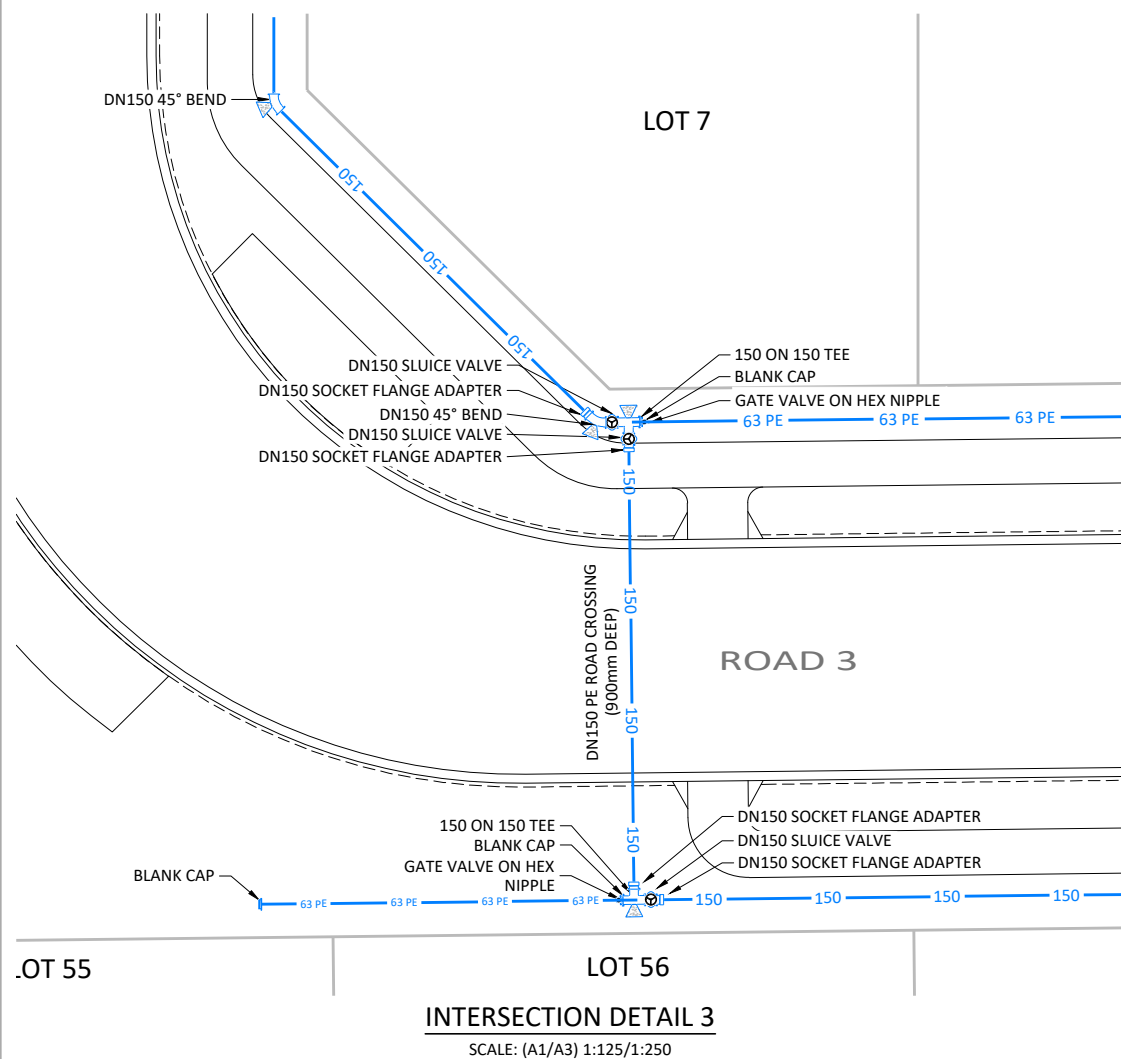 DN150 45° BEND
LOT 7
150
150
150
DN150 SLUICE VALVE
DN150 SOCKET FLANGE ADAPTER
DN150 45° BEND
DN150 SLUICE VALVE
DN150 SOCKET FLANGE ADAPTER
150 ON 150 TEE
BLANK CAP
GATE VALVE ON HEX NIPPLE
63 PE
63 PE
63 PE
150
150
150
150
DN150 PE ROAD CROSSING
(900mm DEEP)
ROAD 3
150 ON 150 TEE
BLANK CAP
GATE VALVE ON HEX
NIPPLE
DN150 SOCKET FLANGE ADAPTER
DN150 SLUICE VALVE
DN150 SOCKET FLANGE ADAPTER
BLANK CAP
63 PE
63 PE
63 PE
63 PE
150
150
150
150
LOT 55
LOT 56
INTERSECTION DETAIL 3
SCALE: (A1/A3) 1:125/1:250